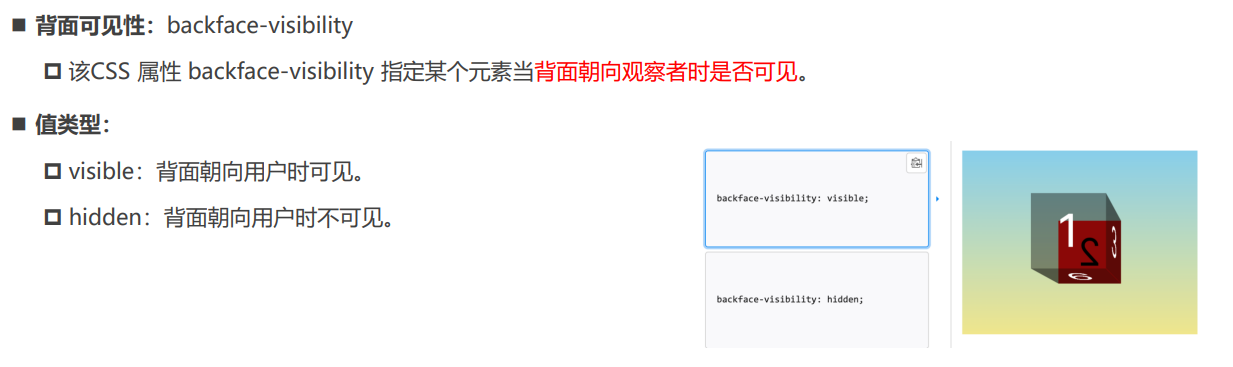 背面可见性：backface-visibility
该CSS 属性 backface-visibility 指定某个元素当背面朝向观察者时是否可见。
值类型：
visible：背面朝向用户时可见。
hidden：背面朝向用户时不可见。
backface-visibility: visible;
backface-visibility: hidden;
1
2
3
6